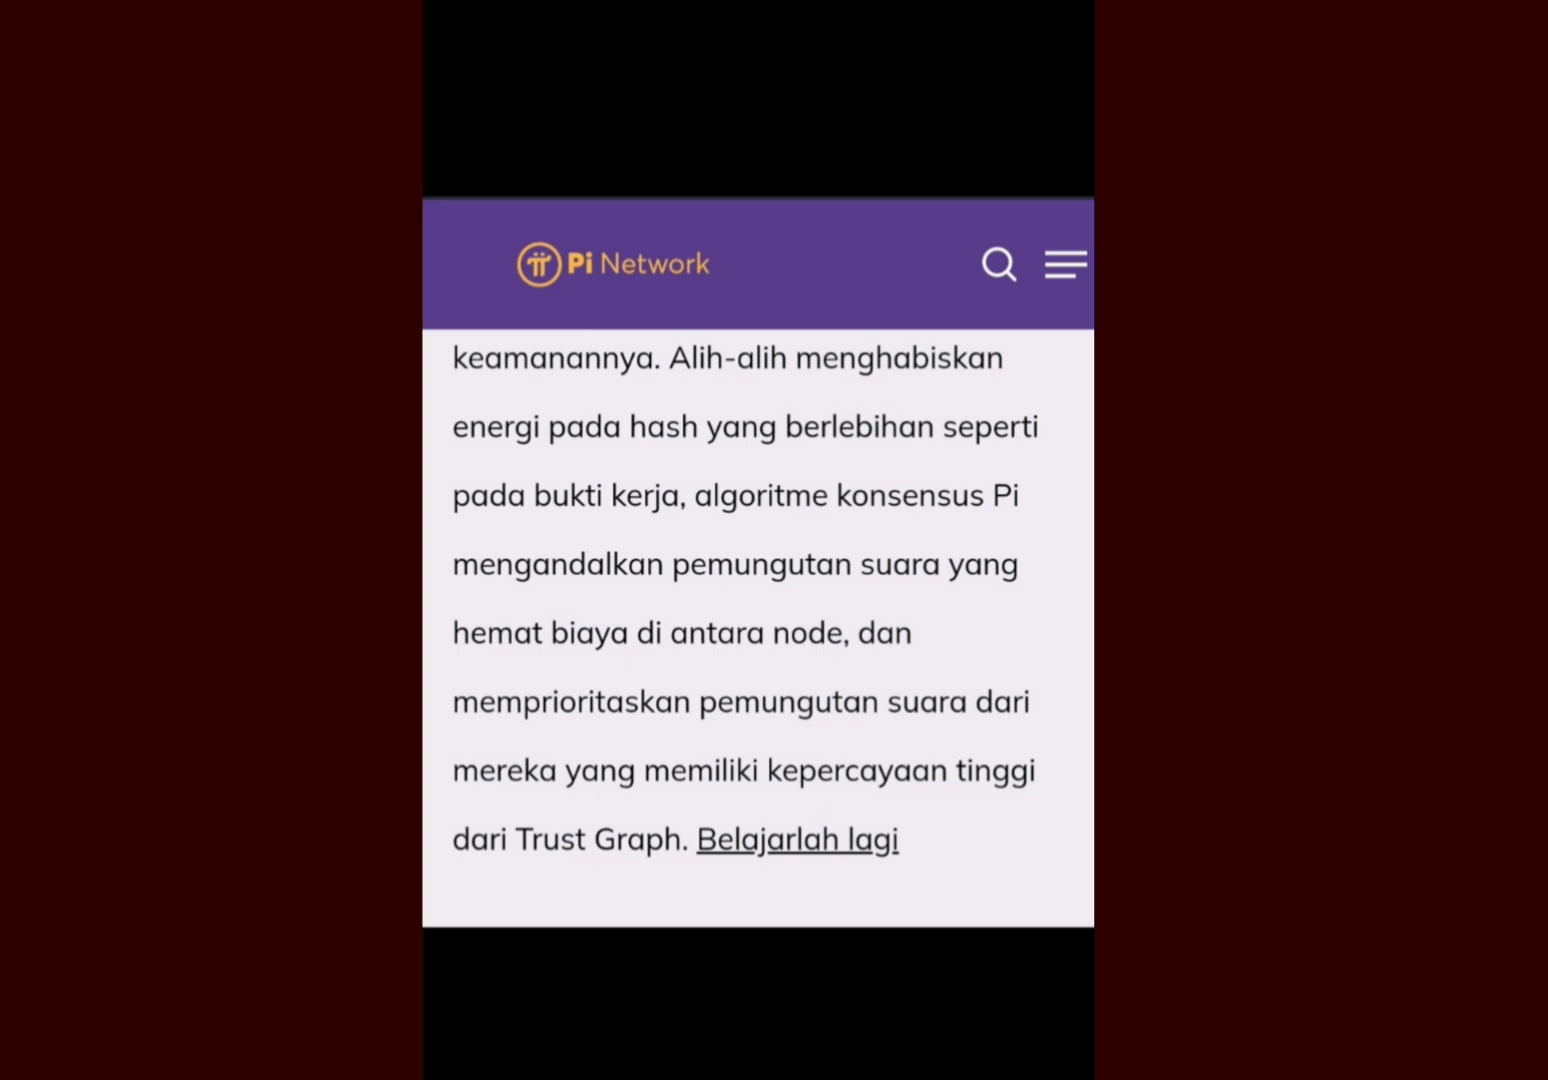 Pi Network
keamanannya. Alih-alih menghabiskan
energi pada hash yang berlebihan seperti
pada bukti kerja, algoritme konsensus Pi
mengandalkan pemungutan suara yang
hemat biaya di antara node, dan
memprioritaskan pemungutan suara dari
mereka yang memiliki kepercayaan tinggi
dari Trust Graph. Belajarlah lagi